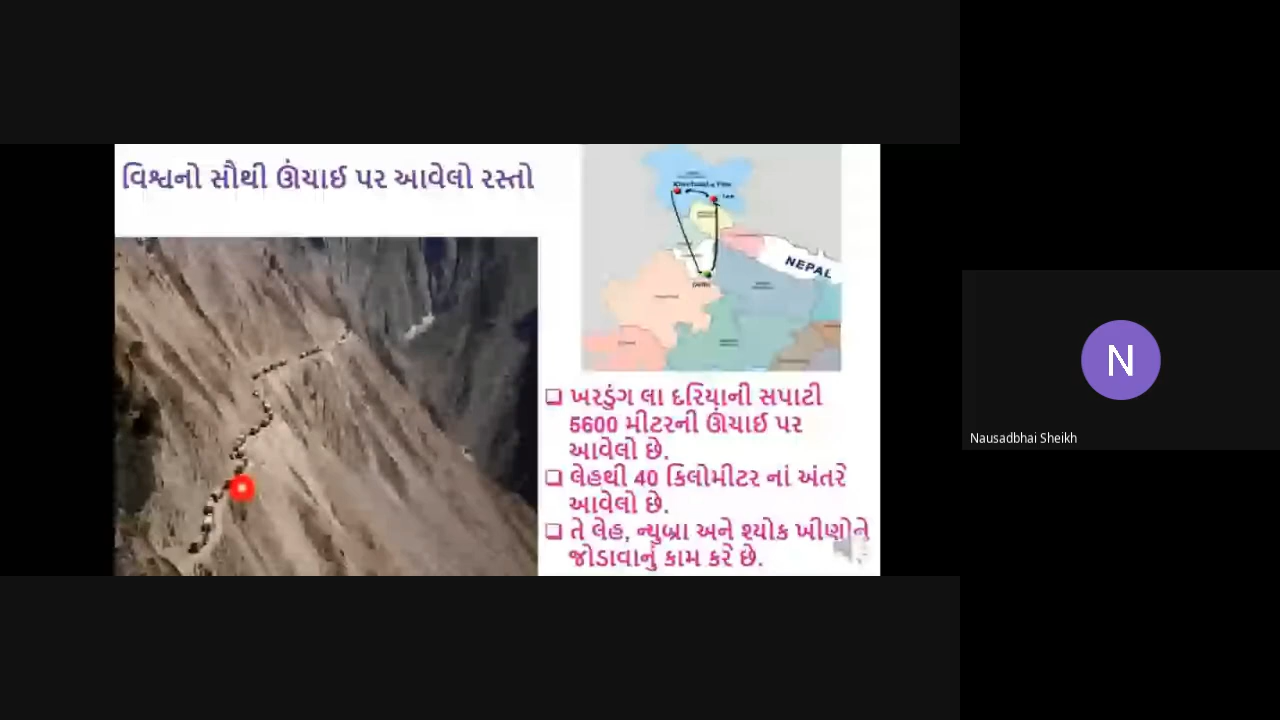 વિશ્વનો સૌથી ઊંચાઈ પર આવેલો રસ્તો
NEPAL
ખરડુંગ લા દરિયાની સપાટી
5600 મીટરની ઊંચાઈ પર
આવેલો છે.
લેહથી 40 કિલોમીટર નાં અંતરે
આવેલો છે.
તે લેહ, ન્યુબ્રા અને શ્યોક ખીણોને
જોડાવાનું કામ કરે છે.
N
Nausadbhai Sheikh